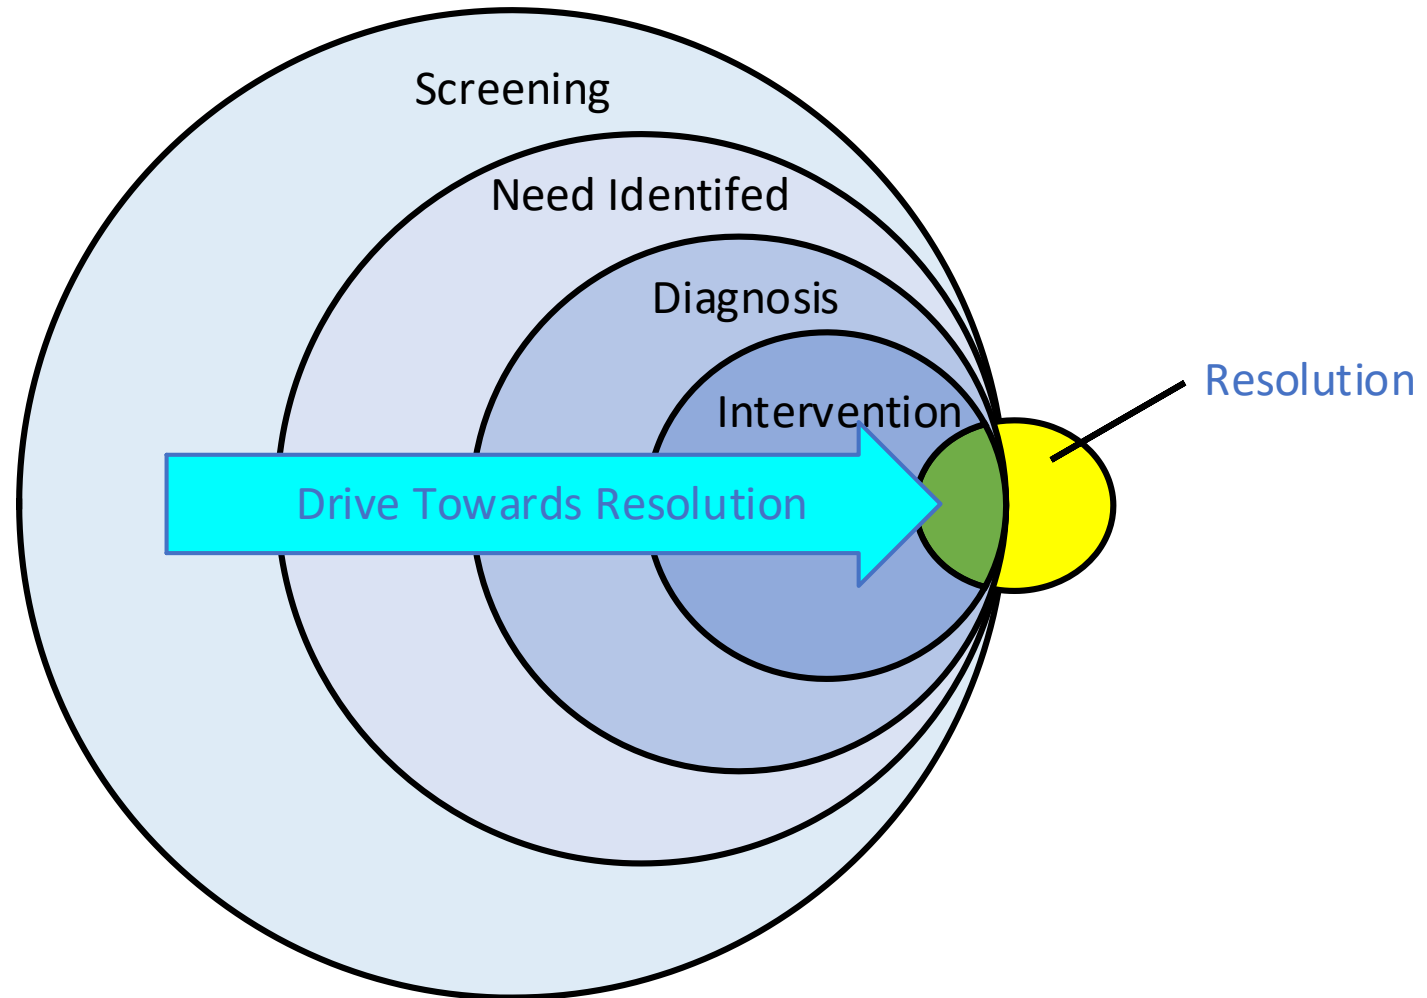 Screening
Need Identifed
Diagnosis
Resolution
Intervention
Drive Towards Resolution